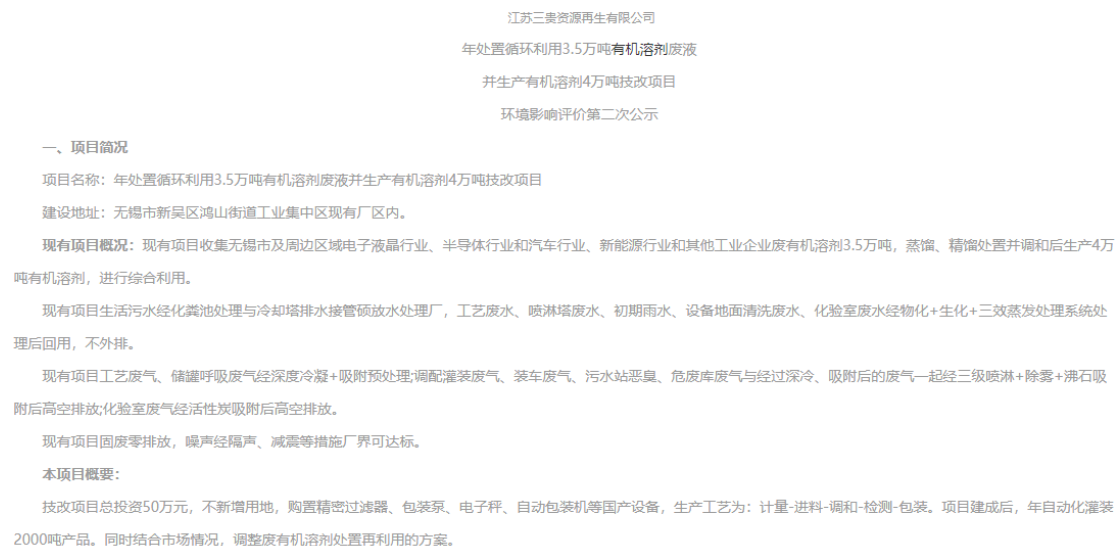 江苏三贵资源再生有限公司
年处置循环利用3.5万吨有机溶剂废液
并生产有机溶剂4万吨技改项目
环境影响评价第二次公示
一、项目简况
项目名称：年处置循环利用3.5万吨有机溶剂废液并生产有机溶剂4万吨技改项目
建设地址：无锡市新吴区鸿山街道工业集中区现有厂区内。
现有项目概况：现有项目收集无锡市及周边区域电子液晶行业、半导体行业和汽车行业、新能源行业和其他工业企业废有机溶剂3.5万吨，蒸馏、精馏处置并调和后生产4万
吨有机溶剂，进行综合利用。
现有项目生活污水经化粪池处理与冷却塔排水接管硕放水处理厂，工艺废水、喷淋塔废水、初期雨水、设备地面清洗废水、化验室废水经物化+生化+三效蒸发处理系统处
理后回用，不外排。
现有项目工艺废气、储罐呼吸废气经深度冷凝+吸附预处理;调配灌装废气、装车废气、污水站恶臭、危废库废气与经过深冷、吸附后的废气一起经三级喷淋+除雾+沸石吸
附后高空排放;化验室废气经活性炭吸附后高空排放。
现有项目固废零排放，噪声经隔声、减震等措施厂界可达标。
本项目概要：
技改项目总投资50万元，不新增用地，购置精密过滤器、包装泵、电子秤、自动包装机等国产设备，生产工艺为：计量-进料-调和-检测-包装。项目建成后，年自动化灌装
2000吨产品。同时结合市场情况，调整废有机溶剂处置再利用的方案。